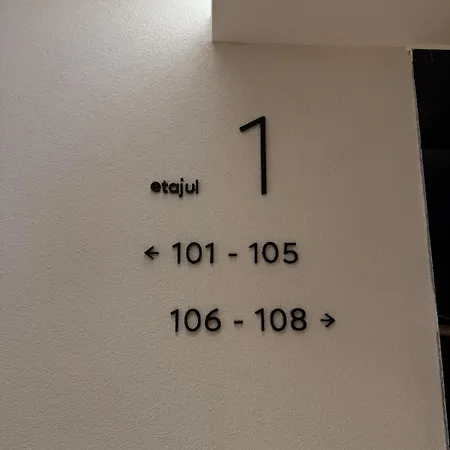 etajul 1
← 101 - 105
106 - 108 →